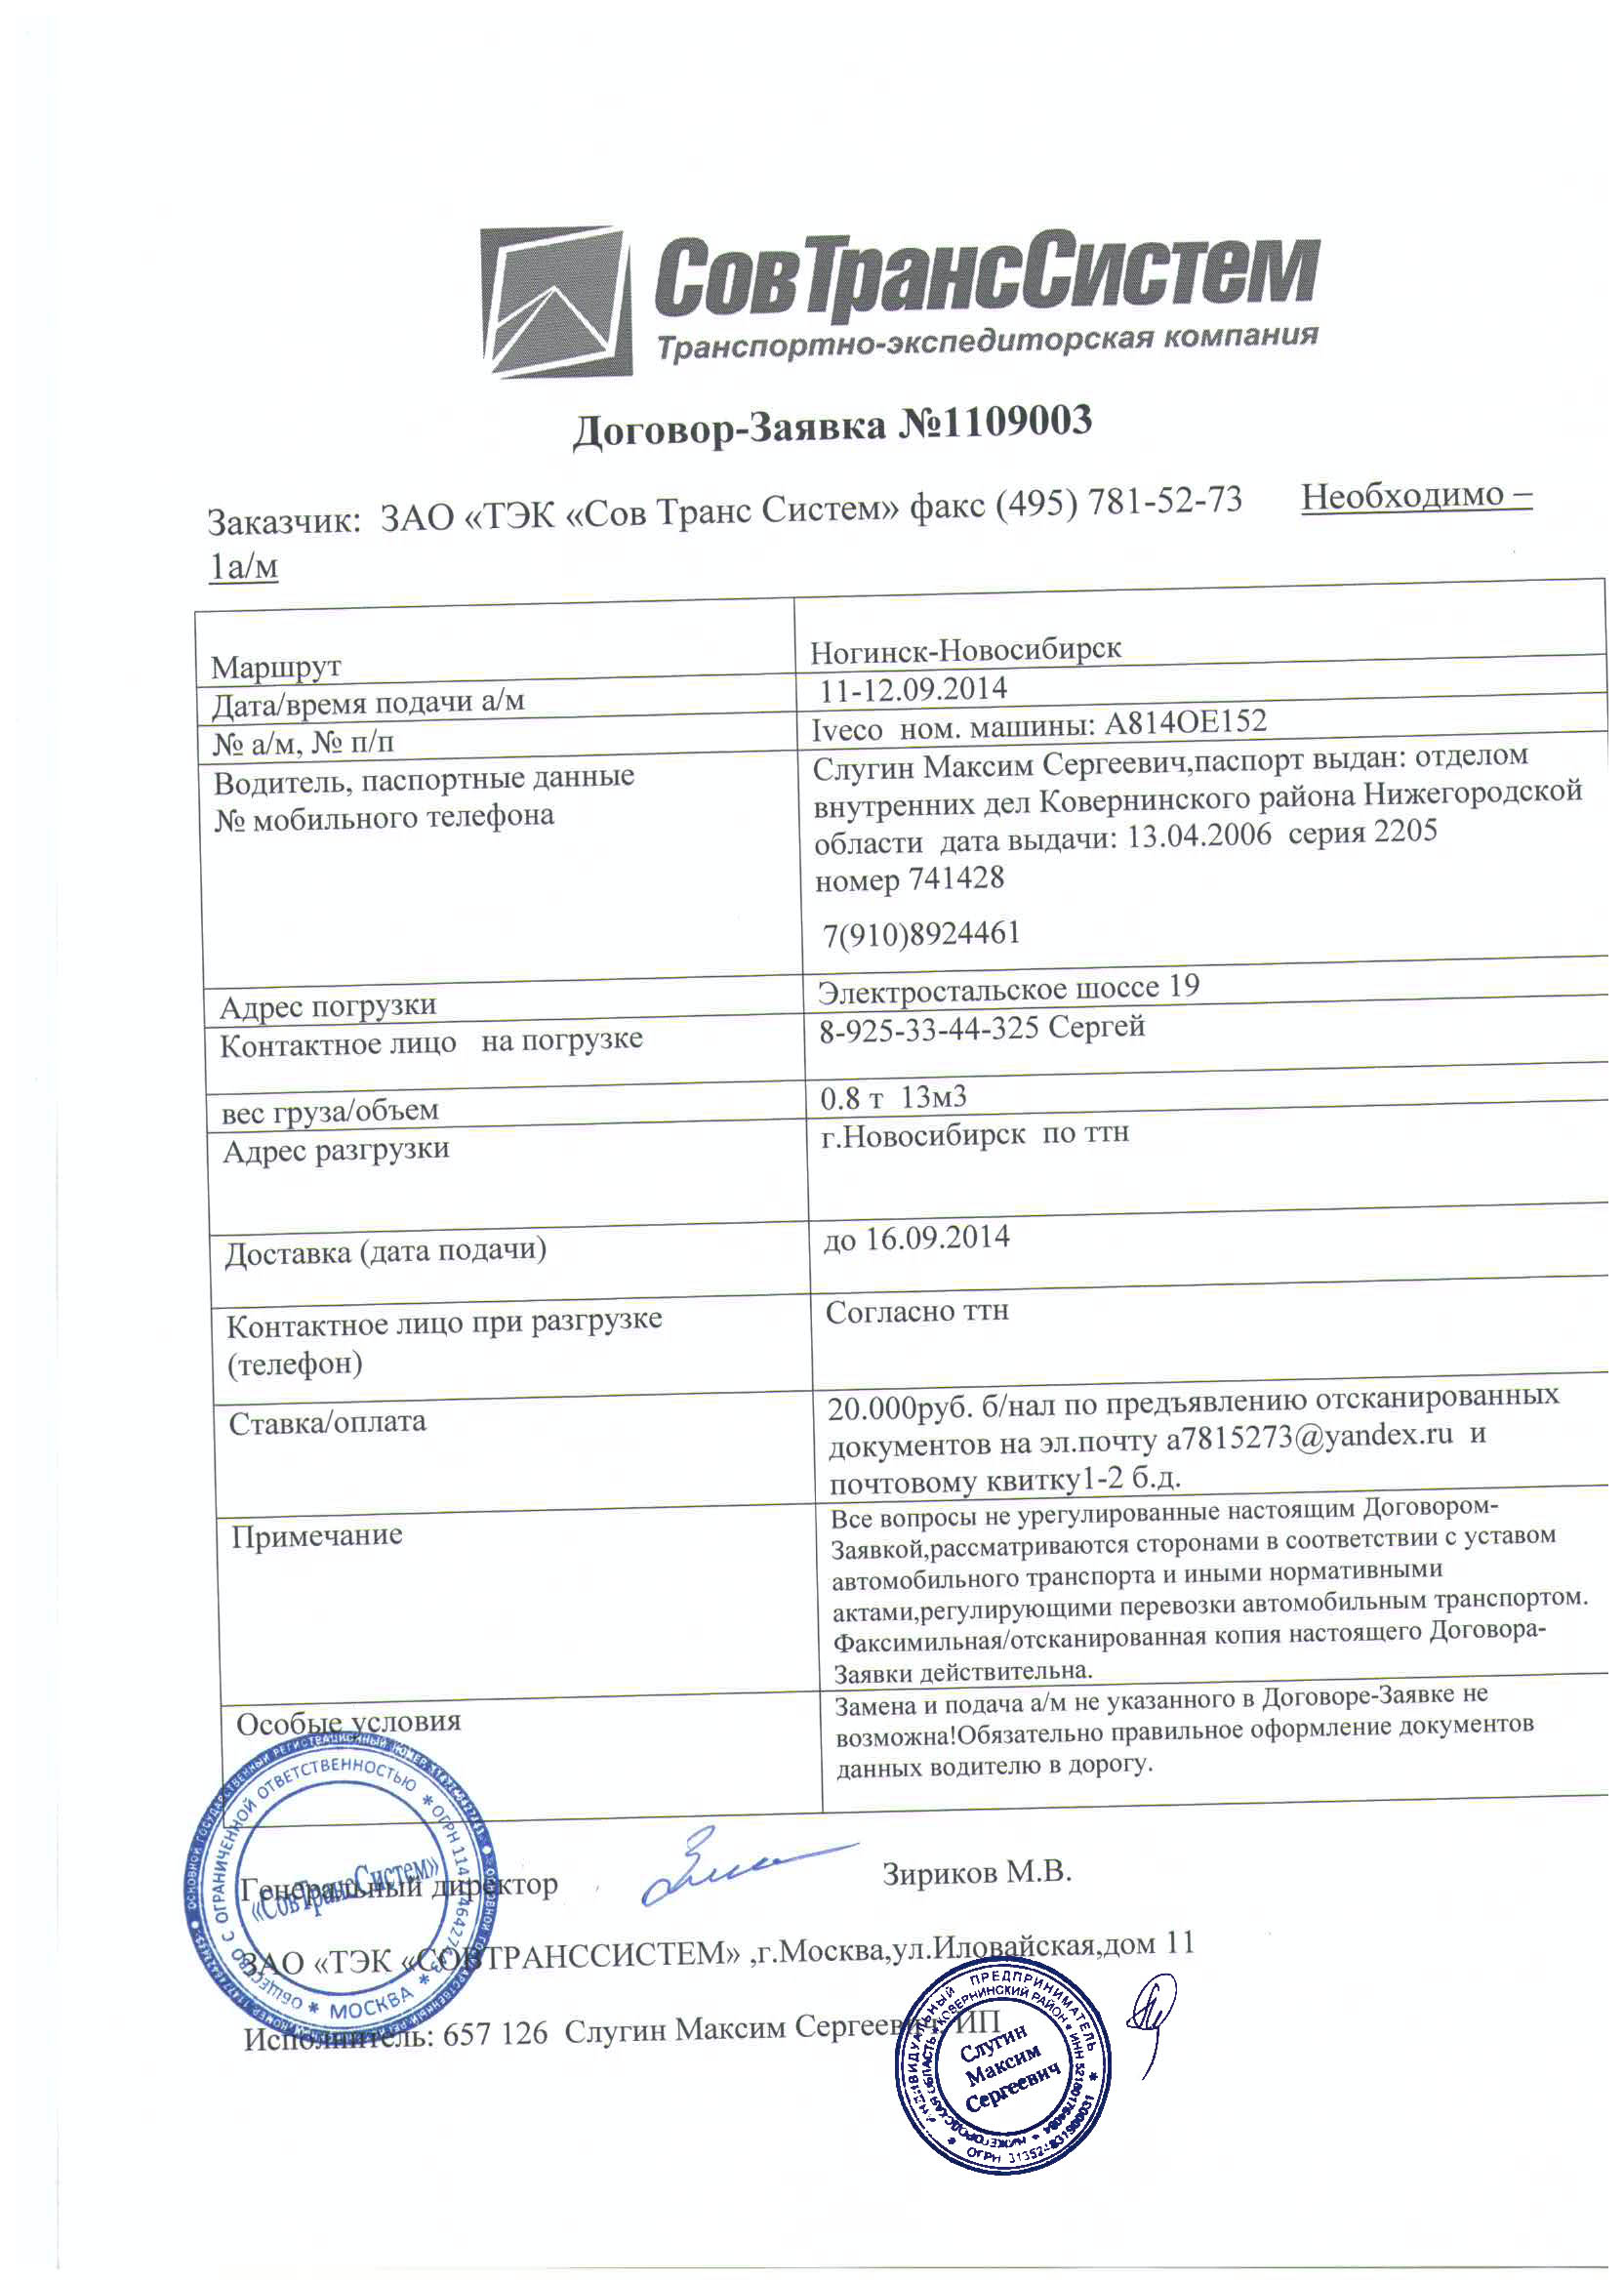 СовТрансСистем
Транспортно-экспедиторская компания
Договор-Заявка №1109003
Заказчик: ЗАО «ТЭК «Сов Транс Систем» факс (495) 781-52-73 Необходимо –
1а/м
Маршрут
Ногинск-Новосибирск
Дата/время подачи а/м
11-12.09.2014
№ а/м, № п/п
Iveco ном. машины: А814ОЕ152
Водитель, паспортные данные
№ мобильного телефона
Слугин Максим Сергеевич,паспорт выдан: отделом
внутренних дел Ковернинского района Нижегородской
области дата выдачи: 13.04.2006 серия 2205
номер 741428
7(910)8924461
Адрес погрузки
Электростальское шоссе 19
Контактное лицо на погрузке
8-925-33-44-325 Сергей
вес груза/объем
0.8 т 13м3
Адрес разгрузки
г.Новосибирск по ттн
Доставка (дата подачи)
до 16.09.2014
Контактное лицо при разгрузке
(телефон)
Согласно ттн
Ставка/оплата
20.000руб. б/нал по предъявлению отсканированных
документов на эл.почту a7815273@yandex.ru и
почтовому квитку1-2 б.д.
Примечание
Все вопросы не урегулированные настоящим Договором-
Заявкой,рассматриваются сторонами в соответствии с уставом
автомобильного транспорта и иными нормативными
актами,регулирующими перевозки автомобильным транспортом.
Факсимильная/отсканированная копия настоящего Договора-
Заявки действительна.
Особые условия
Замена и подача а/м не указанного в Договоре-Заявке не
возможна!Обязательно правильное оформление документов
данных водителю в дорогу.
ОБЩЕСТВО С ОГРАНИЧЕННОЙ ОТВЕТСТВЕННОСТЬЮ
МОСКВА
«СовТрансСистем»
Генеральный директор
Зириков М.В.
ЗАО «ТЭК «СОВТРАНССИСТЕМ» ,г.Москва,ул.Иловайская,дом 11
Исполнитель: 657 126 Слугин Максим Сергеевич ИП
ИНДИВИДУАЛЬНЫЙ ПРЕДПРИНИМАТЕЛЬ
НИЖЕГОРОДСКАЯ ОБЛАСТЬ * КОВЕРНИНСКИЙ РАЙОН
Слугин
Максим
Сергеевич